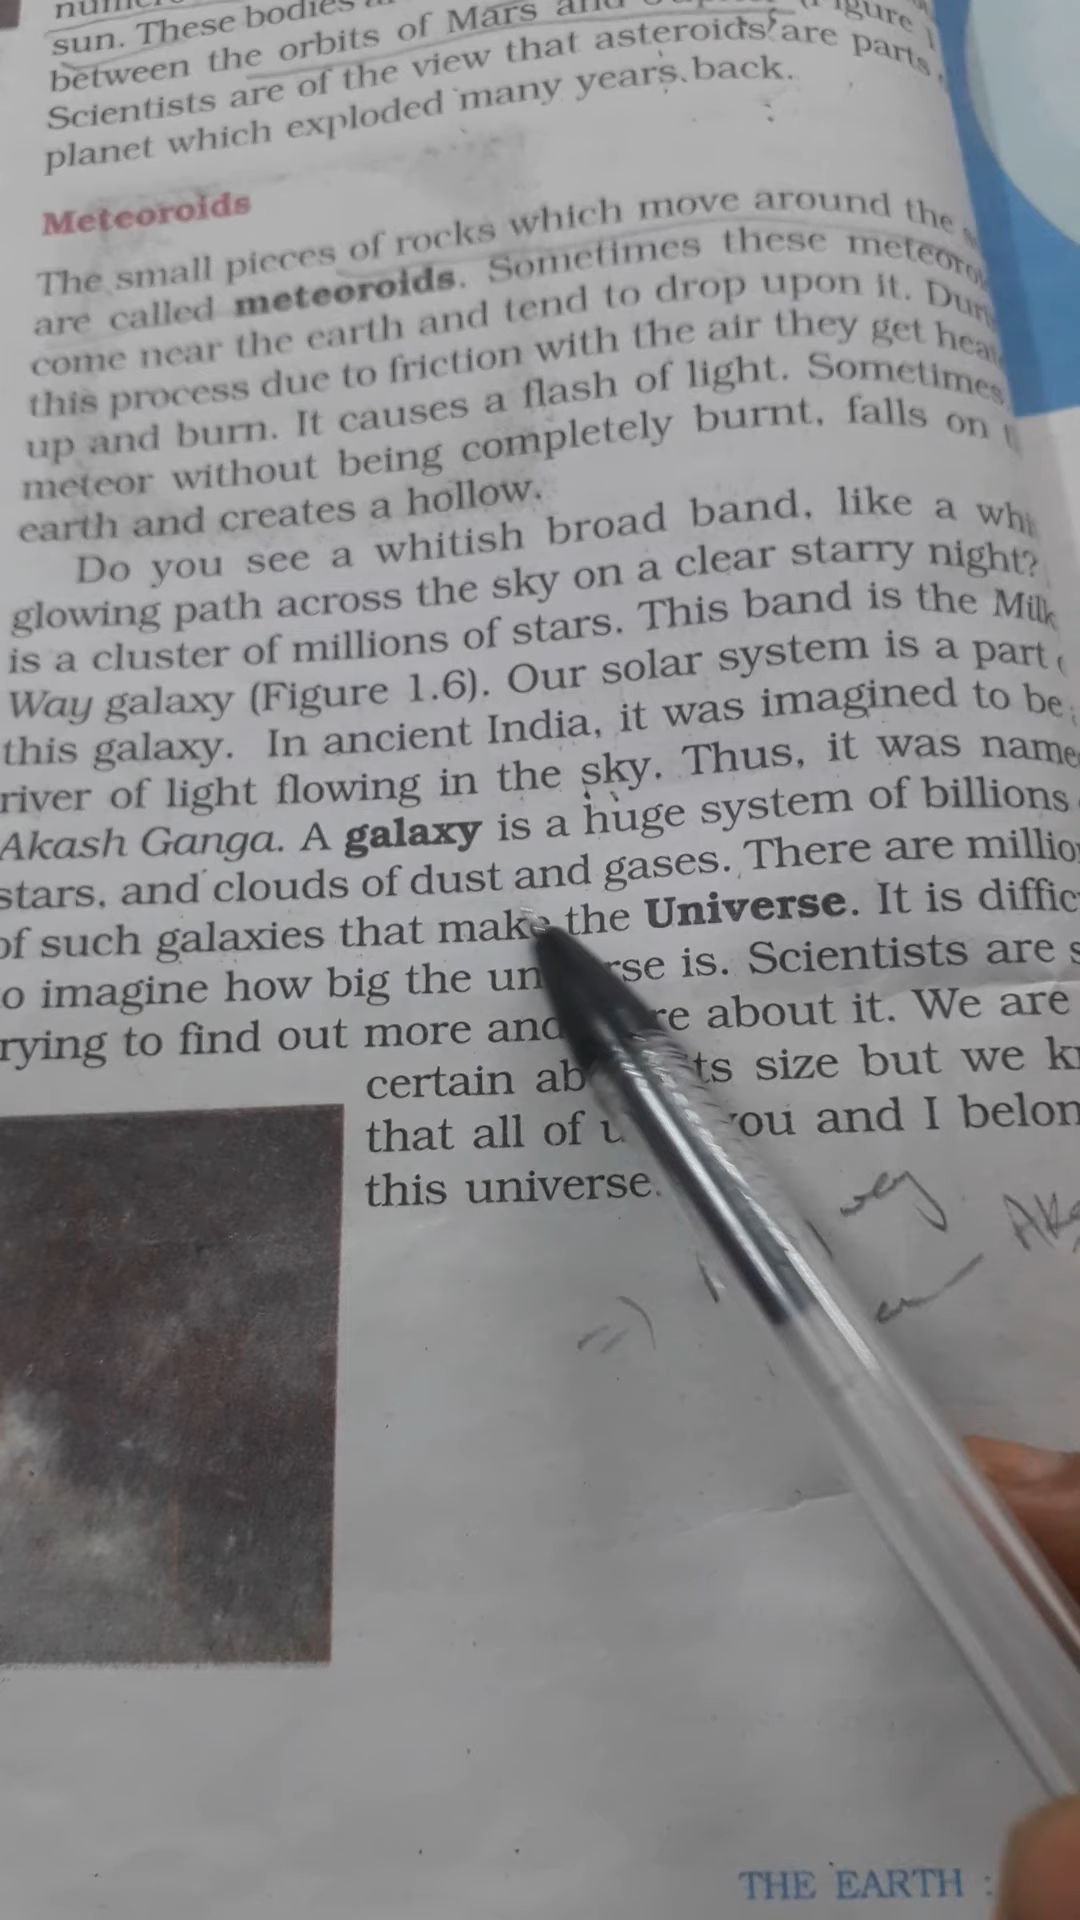 sun. These bodies
between the orbits of Mars and
Scientists are of the view that asteroids are parts
planet which exploded many years back.
Meteoroids
The small pieces of rocks which move around the
are called meteoroids. Sometimes these
come near the earth and tend to drop upon it.
this process due to friction with the air they get
up and burn. It causes a flash of light. Sometimes
meteor without being completely burnt, falls on
earth and creates a hollow.
Do you see a whitish broad band, like a
glowing path across the sky on a clear starry night?
is a cluster of millions of stars. This band is the
Way galaxy (Figure 1.6). Our solar system is a part
this galaxy. In ancient India, it was imagined to be
river of light flowing in the sky. Thus, it was
Akash Ganga. A galaxy is a huge system of billions
stars, and clouds of dust and gases. There are
of such galaxies that make the Universe. It is
imagine how big the is. Scientists are
to find out more and about it. We are
certain size but we
that all of you and I
this universe.
THE EARTH :